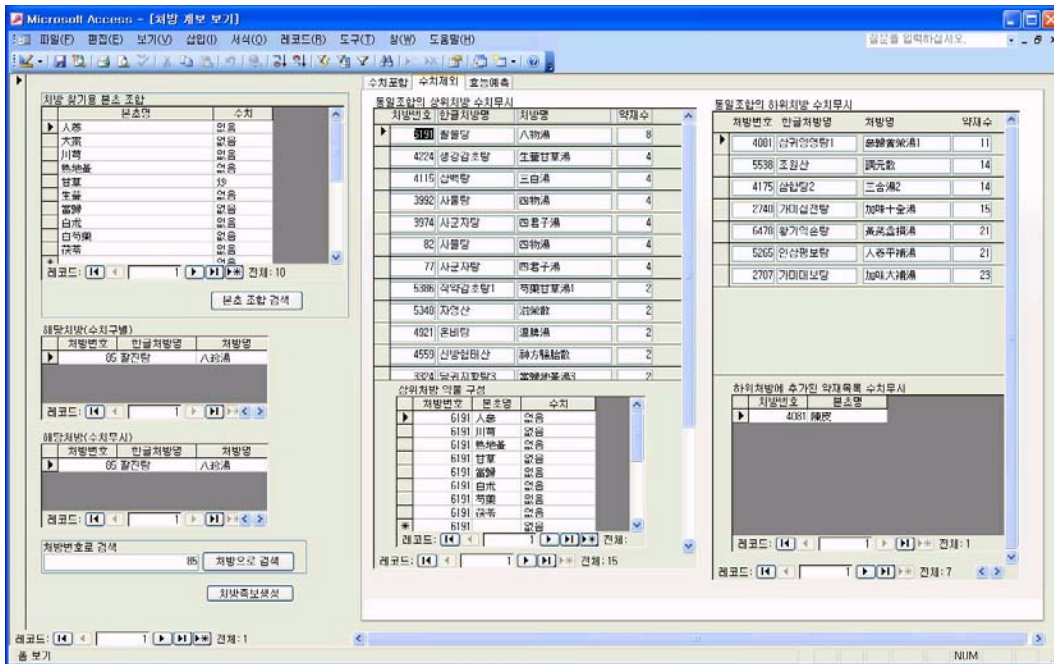 Microsoft Access - [처방 계보 보기]
파일(F) 편집(E) 보기(V) 삽입(I) 서식(O) 레코드(R) 도구(T) 창(W) 도움말(H)
질문을 입력하십시오.
수치포함 수치제외 효능예측
처방 찾기용 본초 조합
본초명 수치
人蔘 없음
大棗 없음
川芎 없음
熟地黃 없음
甘草 炒
生薑 없음
當歸 없음
白朮 없음
白芍藥 없음
茯苓 없음
없음
레코드: 1 전체: 10
본초 조합 검색
해당처방(수치구별)
처방번호 한글처방명 처방명
85 팔진탕 八珍湯
레코드: 1
해당처방(수치무시)
처방번호 한글처방명 처방명
85 팔진탕 八珍湯
레코드: 1
처방번호로 검색
85 처방으로 검색
처방족보생성
동일조합의 상위처방 수치무시
처방번호 한글처방명 처방명 약재수
6191 팔물탕 八物湯 8
4224 생강감초탕 生薑甘草湯 4
4115 삼백탕 三白湯 4
3992 사물탕 四物湯 4
3974 사군자탕 四君子湯 4
82 사물탕 四物湯 4
77 사군자탕 四君子湯 4
5386 작약감초탕1 芍藥甘草湯1 2
5340 자영산 滋榮散 2
4921 온비탕 溫脾湯 2
4559 신방험태산 神方驗胎散 2
3324 당귀지황탕3 當歸地黃湯3 2
상위처방 약물 구성
처방번호 본초명 수치
6191 人蔘 없음
6191 川芎 없음
6191 熟地黃 없음
6191 甘草 없음
6191 當歸 없음
6191 白朮 없음
6191 芍藥 없음
6191 茯苓 없음
6191 없음
레코드: 1 전체:
레코드: 1 전체: 15
동일조합의 하위처방 수치무시
처방번호 한글처방명 처방명 약재수
4081 삼귀양영탕1 蔘歸養榮湯1 11
5538 조원산 調元散 14
4175 삼합탕2 三合湯2 14
2740 가미십전탕 加味十全湯 15
6478 황기익손탕 黃芪益損湯 21
5265 인삼평보탕 人蔘平補湯 21
2707 가미대보탕 加味大補湯 23
하위처방에 추가된 약재목록 수치무시
처방번호 본초명
4081 陳皮
레코드: 1 전체: 1
레코드: 1 전체: 7
레코드: 1 전체: 1
폼 보기 NUM